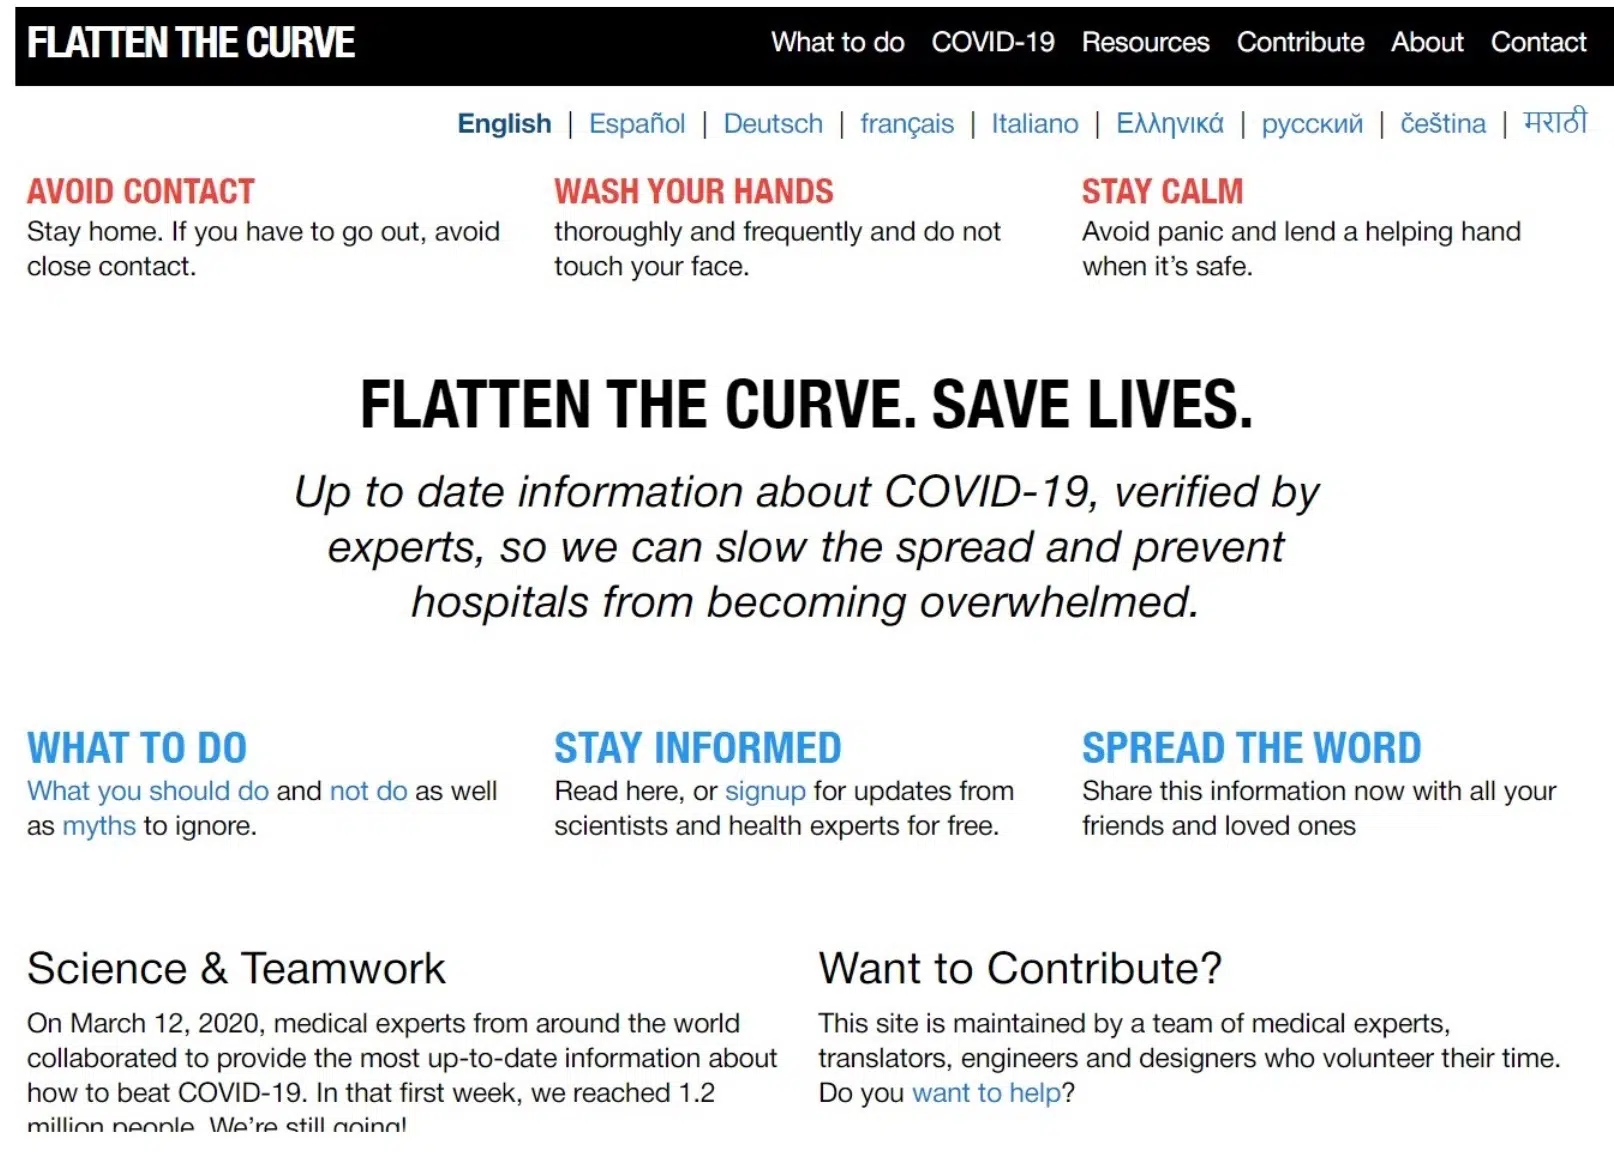 FLATTEN THE CURVE
What to do COVID-19 Resources Contribute About Contact
English | Español | Deutsch | français | Italiano | Ελληνικά | русский | čeština | मराठी
AVOID CONTACT
Stay home. If you have to go out, avoid
close contact.
WASH YOUR HANDS
thoroughly and frequently and do not
touch your face.
STAY CALM
Avoid panic and lend a helping hand
when it’s safe.
FLATTEN THE CURVE. SAVE LIVES.
Up to date information about COVID-19, verified by
experts, so we can slow the spread and prevent
hospitals from becoming overwhelmed.
WHAT TO DO
What you should do and not do as well
as myths to ignore.
STAY INFORMED
Read here, or signup for updates from
scientists and health experts for free.
SPREAD THE WORD
Share this information now with all your
friends and loved ones
Science & Teamwork
On March 12, 2020, medical experts from around the world
collaborated to provide the most up-to-date information about
how to beat COVID-19. In that first week, we reached 1.2
million people. We’re still going!
Want to Contribute?
This site is maintained by a team of medical experts,
translators, engineers and designers who volunteer their time.
Do you want to help?